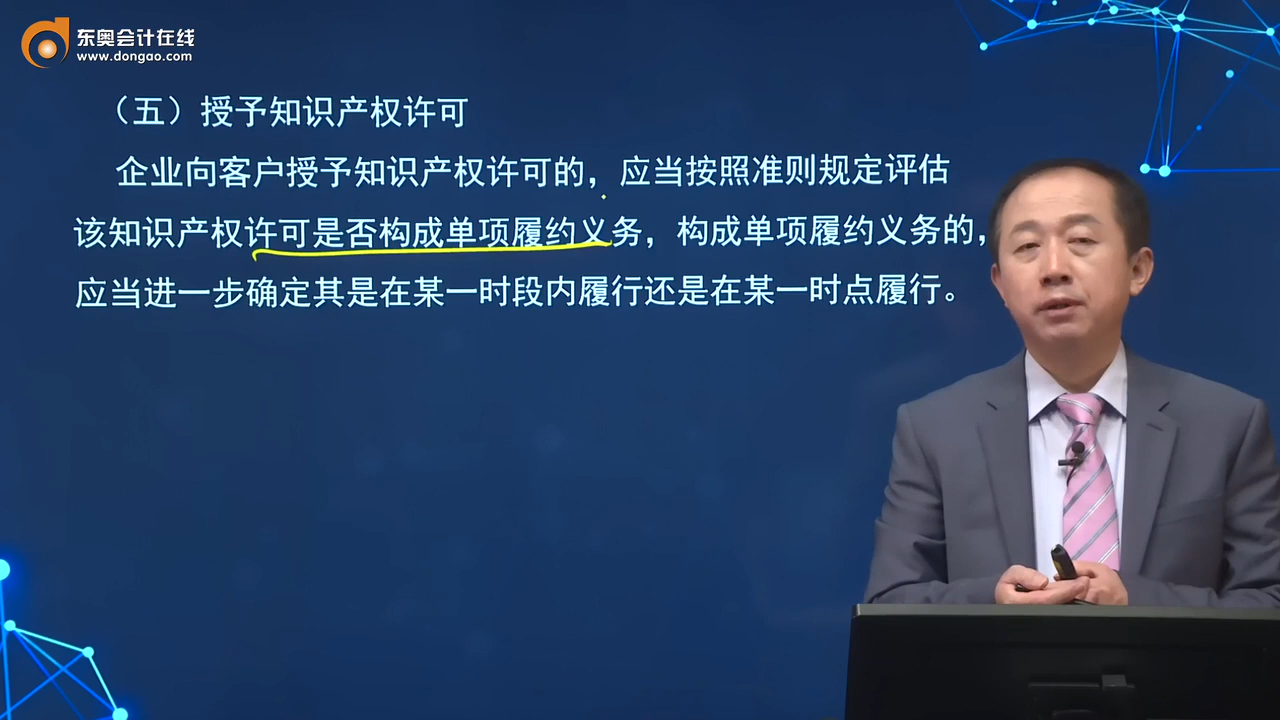 东奥会计在线
www.dongao.com
（五）授予知识产权许可
企业向客户授予知识产权许可的，应当按照准则规定评估
该知识产权许可是否构成单项履约义务，构成单项履约义务的，
应当进一步确定其是在某一时段内履行还是在某一时点履行。